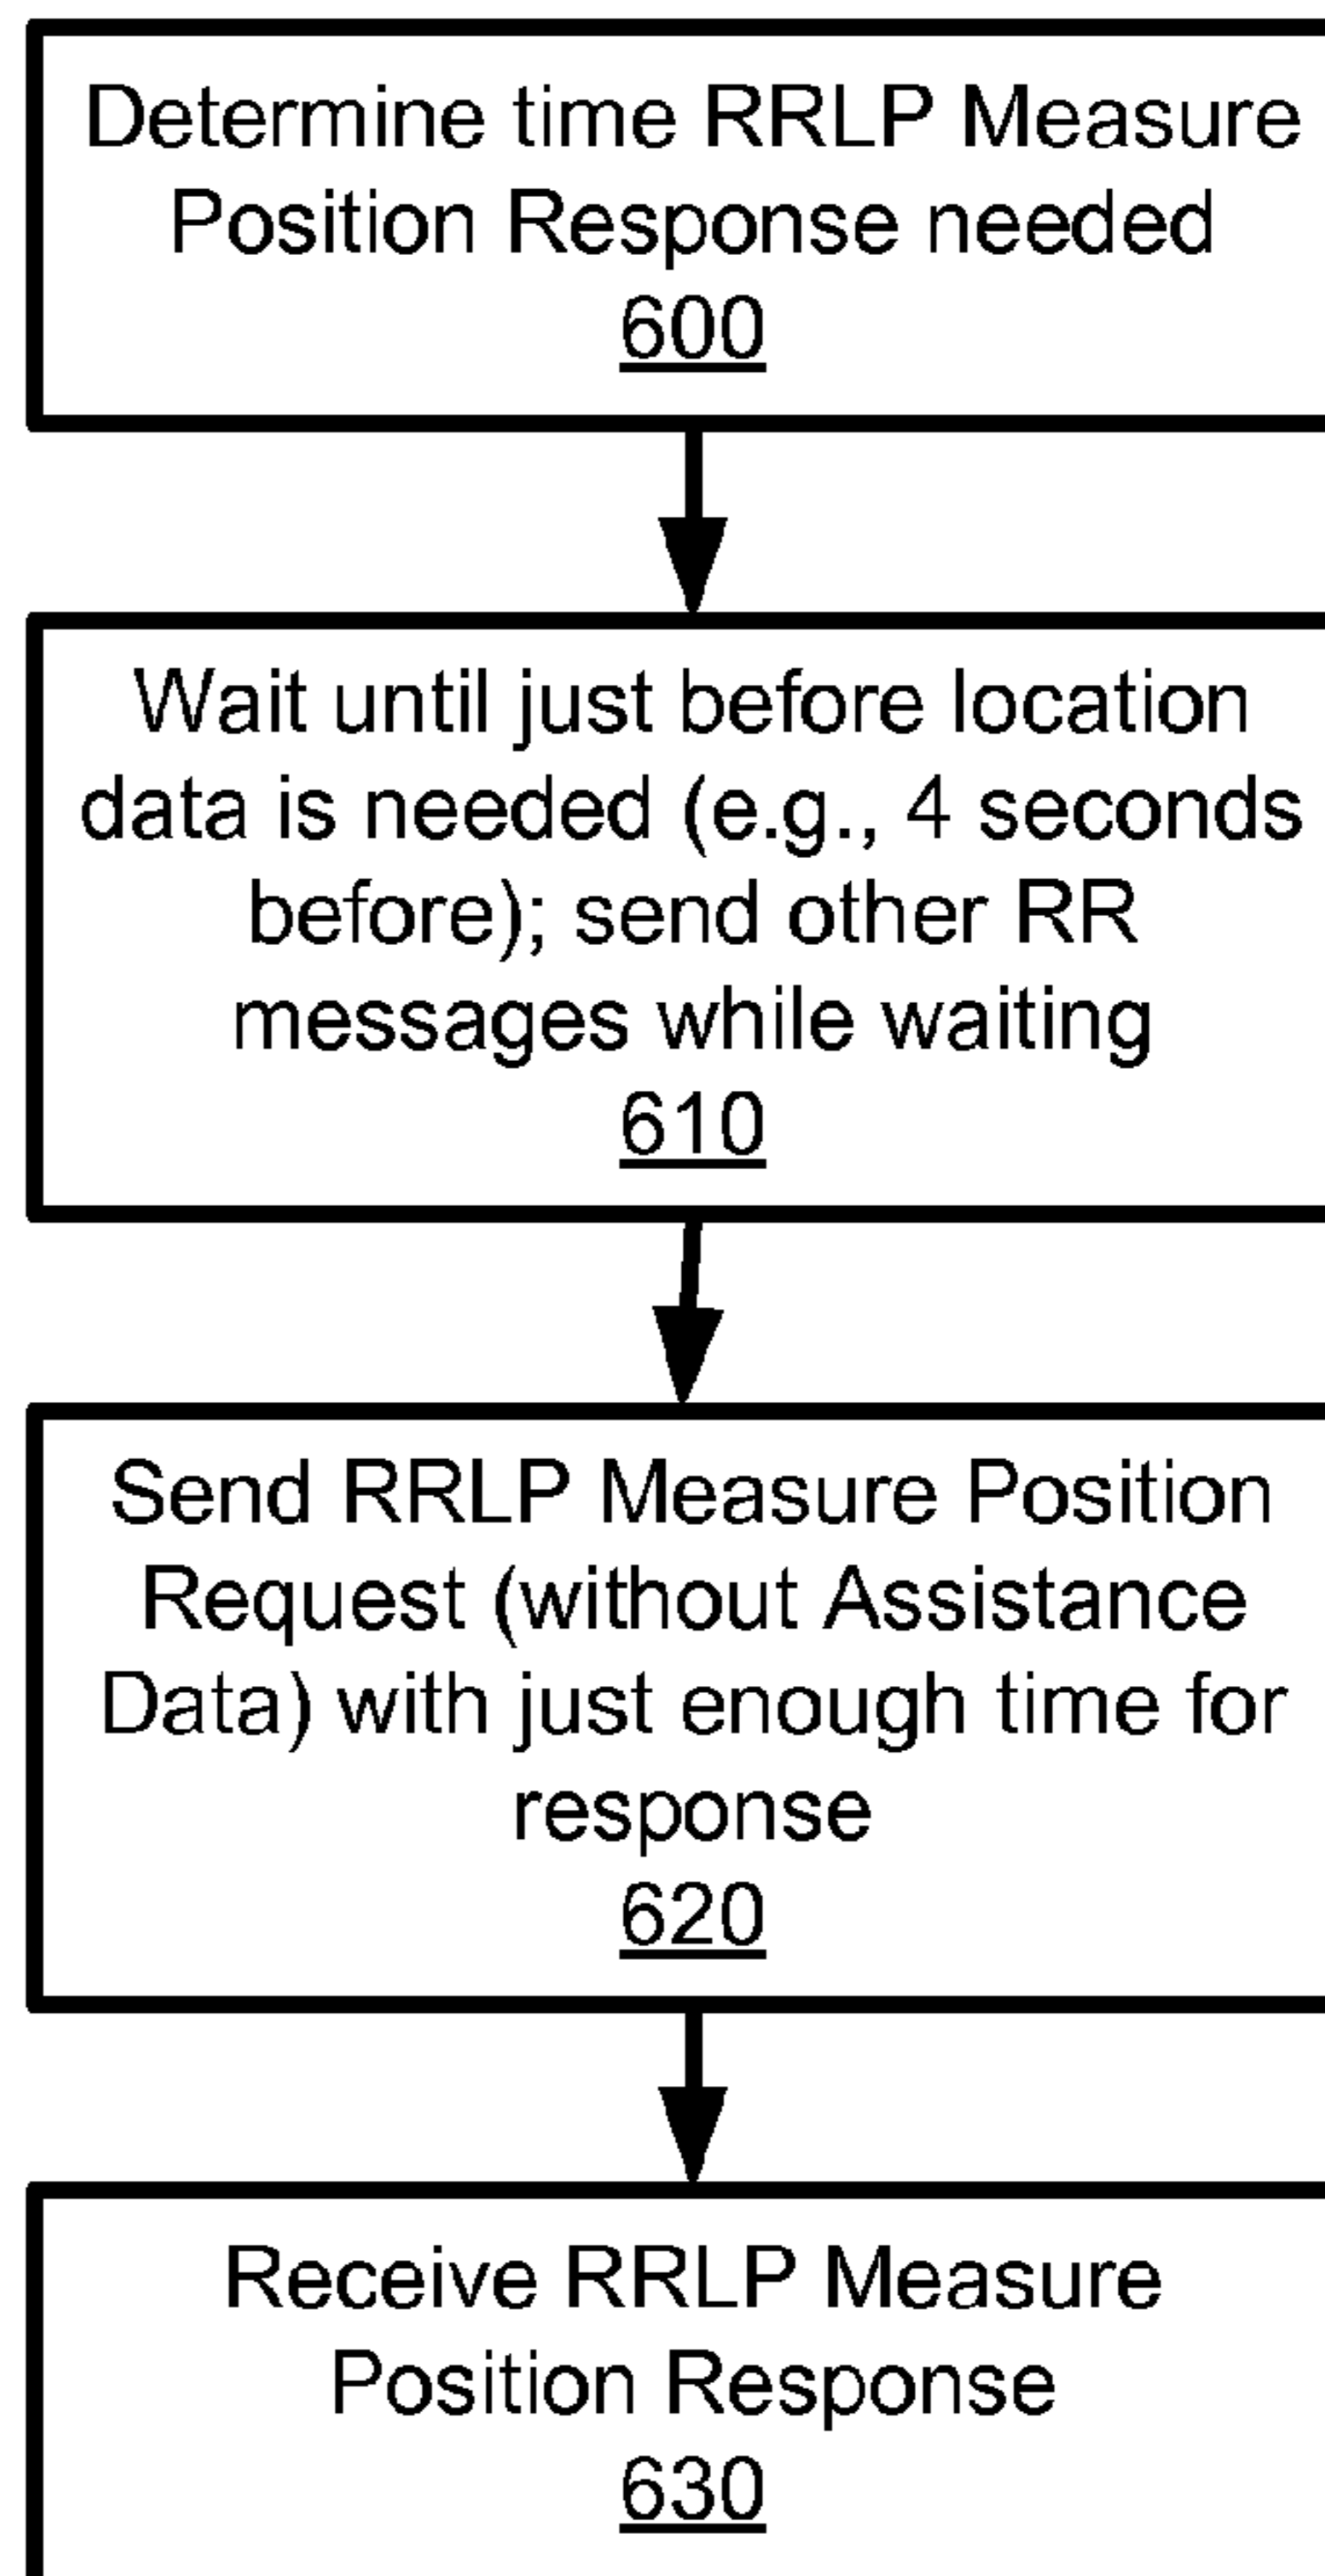 Determine time RRLP Measure
Position Response needed
600
Wait until just before location
data is needed (e.g., 4 seconds
before); send other RR
messages while waiting
610
Send RRLP Measure Position
Request (without Assistance
Data) with just enough time for
response
620
Receive RRLP Measure
Position Response
630